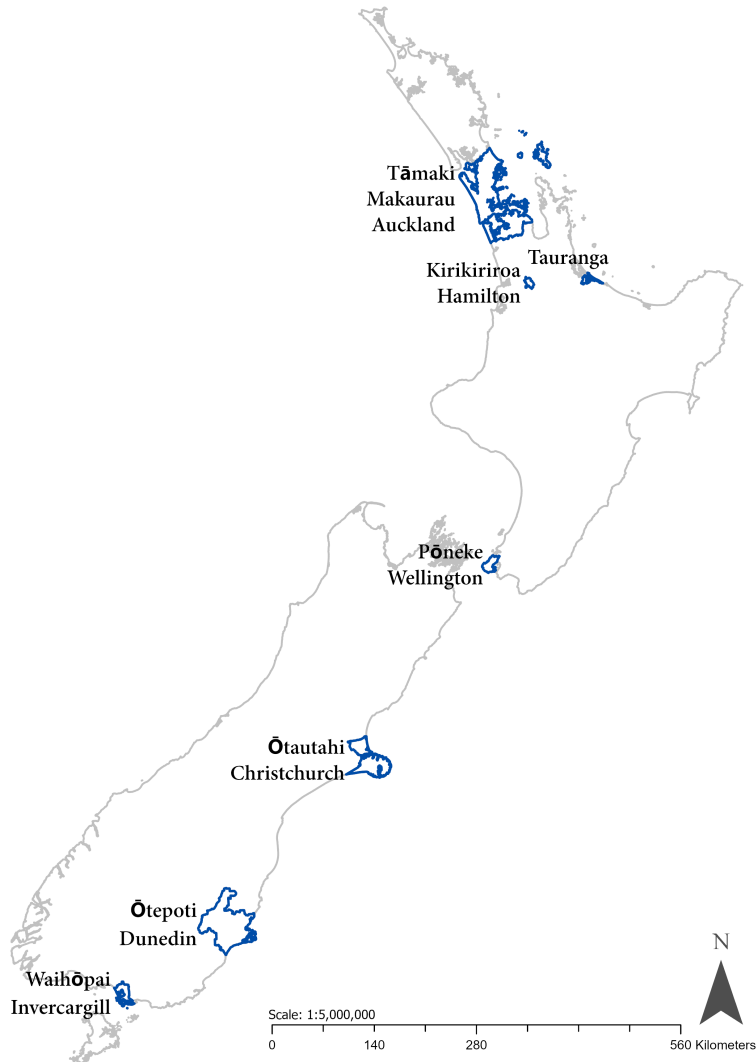 Tāmaki
Makaurau
Auckland
Tauranga
Kirikiriroa
Hamilton
Pōneke
Wellington
Ōtautahi
Christchurch
Ōtepoti
Dunedin
Waihōpai
Invercargill
N
Scale: 1:5,000,000
0 140 280 560 Kilometers